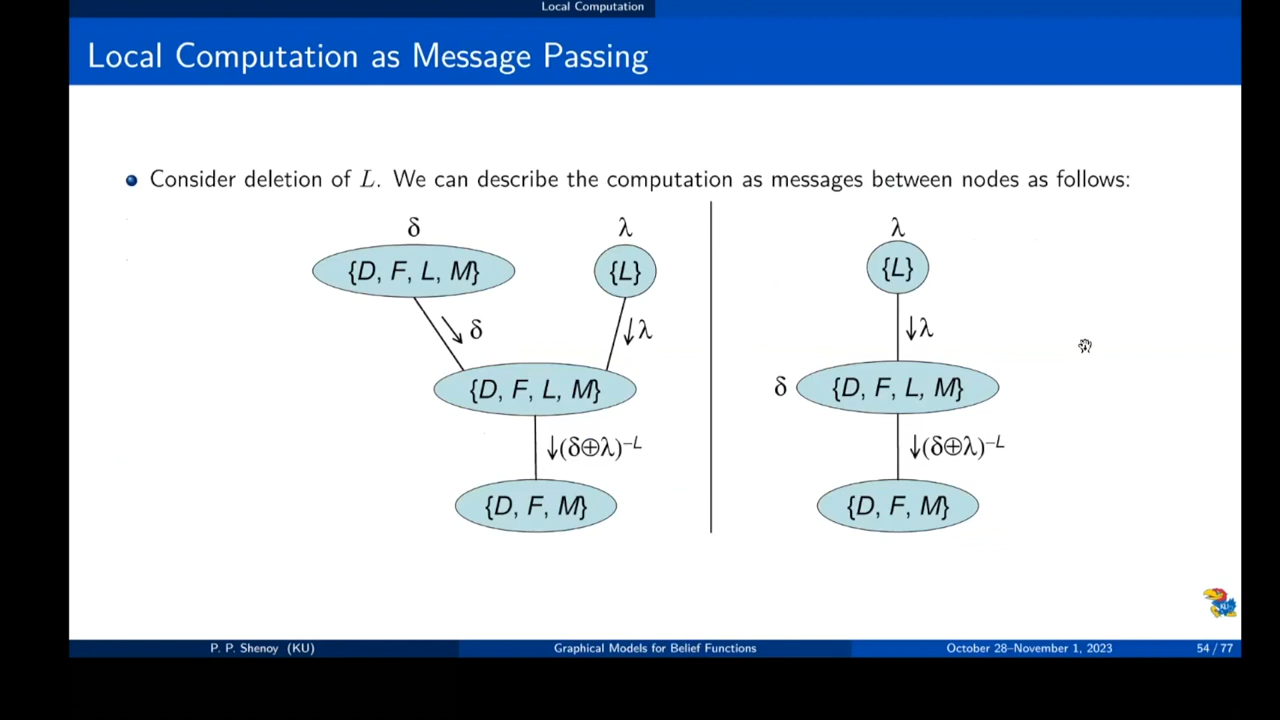 Local Computation
Local Computation as Message Passing
Consider deletion of L. We can describe the computation as messages between nodes as follows:
δ λ λ
{D, F, L, M} {L} {L}
↘ δ ↓λ ↓λ
{D, F, L, M} δ {D, F, L, M}
↓(δ⊕λ)⁻ᴸ ↓(δ⊕λ)⁻ᴸ
{D, F, M} {D, F, M}
KU
P. P. Shenoy (KU) Graphical Models for Belief Functions October 28–November 1, 2023 54 / 77